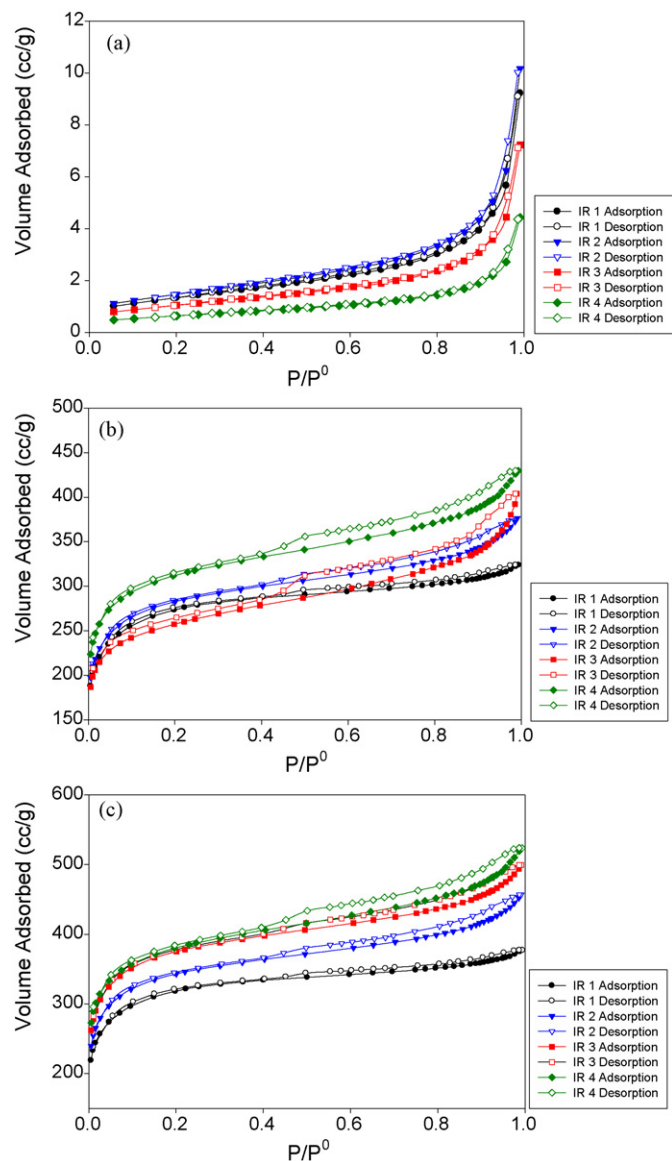 (a)
Volume Adsorbed (cc/g)
12
10
8
6
4
2
0
0.0 0.2 0.4 0.6 0.8 1.0
P/P⁰
IR 1 Adsorption
IR 1 Desorption
IR 2 Adsorption
IR 2 Desorption
IR 3 Adsorption
IR 3 Desorption
IR 4 Adsorption
IR 4 Desorption
(b)
Volume Adsorbed (cc/g)
500
450
400
350
300
250
200
150
0.0 0.2 0.4 0.6 0.8 1.0
P/P⁰
IR 1 Adsorption
IR 1 Desorption
IR 2 Adsorption
IR 2 Desorption
IR 3 Adsorption
IR 3 Desorption
IR 4 Adsorption
IR 4 Desorption
(c)
Volume Adsorbed (cc/g)
600
500
400
300
200
0.0 0.2 0.4 0.6 0.8 1.0
P/P⁰
IR 1 Adsorption
IR 1 Desorption
IR 2 Adsorption
IR 2 Desorption
IR 3 Adsorption
IR 3 Desorption
IR 4 Adsorption
IR 4 Desorption